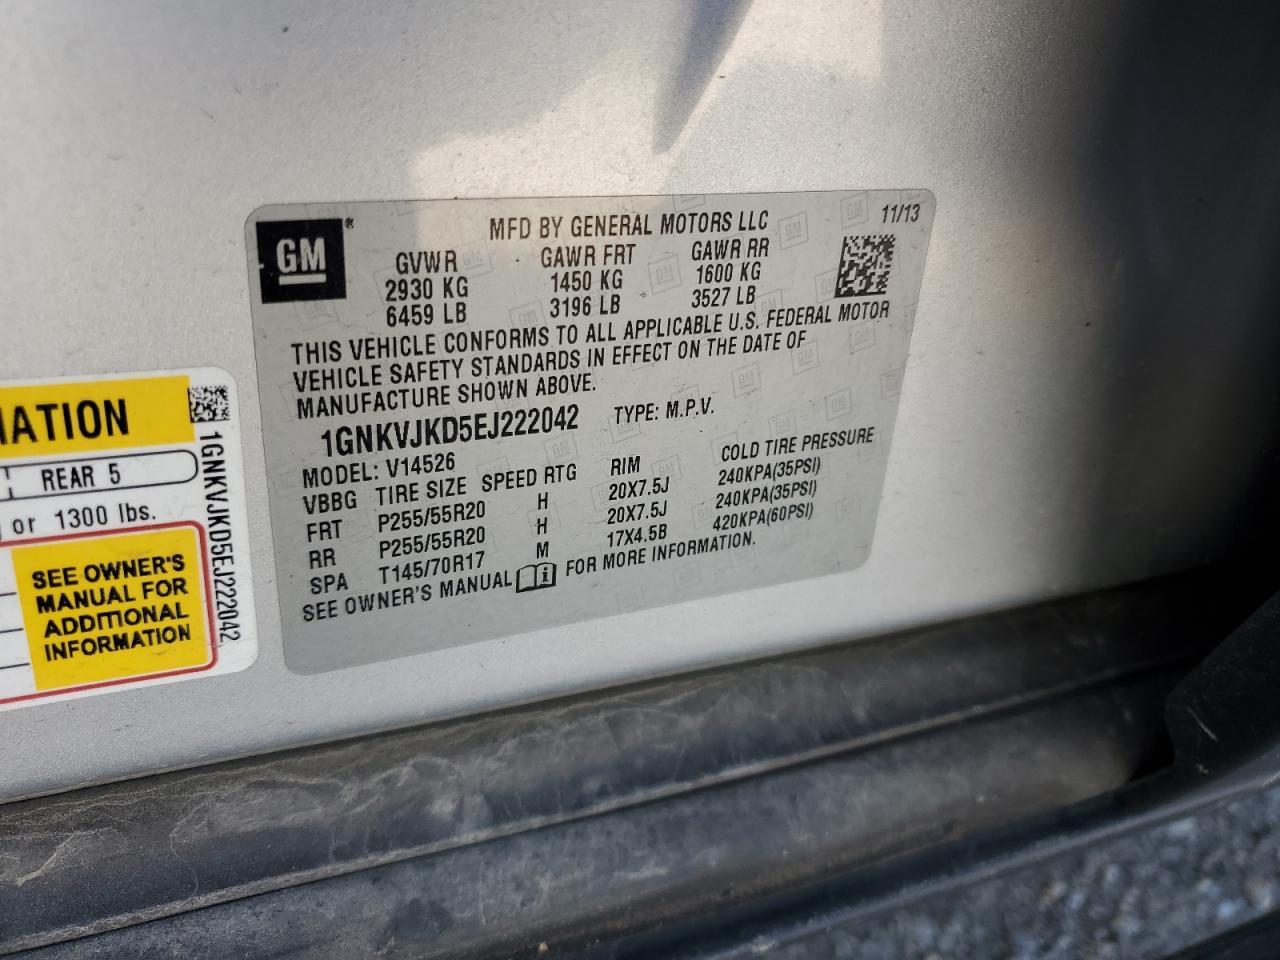 GM ®
MFD BY GENERAL MOTORS LLC 11/13
GVWR GAWR FRT GAWR RR
2930 KG 1450 KG 1600 KG
6459 LB 3196 LB 3527 LB
THIS VEHICLE CONFORMS TO ALL APPLICABLE U.S. FEDERAL MOTOR
VEHICLE SAFETY STANDARDS IN EFFECT ON THE DATE OF
MANUFACTURE SHOWN ABOVE.
1GNKVJKD5EJ222042 TYPE: M.P.V.
MODEL: V14526
VBBG TIRE SIZE SPEED RTG RIM COLD TIRE PRESSURE
FRT P255/55R20 H 20X7.5J 240KPA(35PSI)
RR P255/55R20 H 20X7.5J 240KPA(35PSI)
SPA T145/70R17 M 17X4.5B 420KPA(60PSI)
SEE OWNER'S MANUAL FOR MORE INFORMATION.
REAR 5
or 1300 lbs.
SEE OWNER'S
MANUAL FOR
ADDITIONAL
INFORMATION
1GNKVJKD5EJ222042